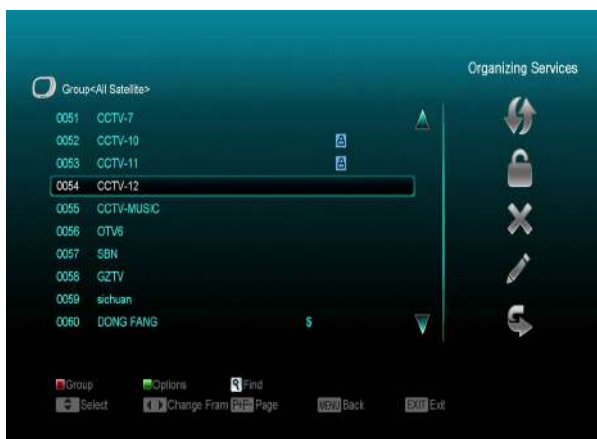 Organizing Services
Group<All Satellite>
0051 CCTV-7
0052 CCTV-10
0053 CCTV-11
0054 CCTV-12
0055 CCTV-MUSIC
0056 OTV6
0057 SBN
0058 GZTV
0059 sichuan
0060 DONG FANG $
Group Options Find
Select Change Fram P+P- Page MENU Back EXIT Exit